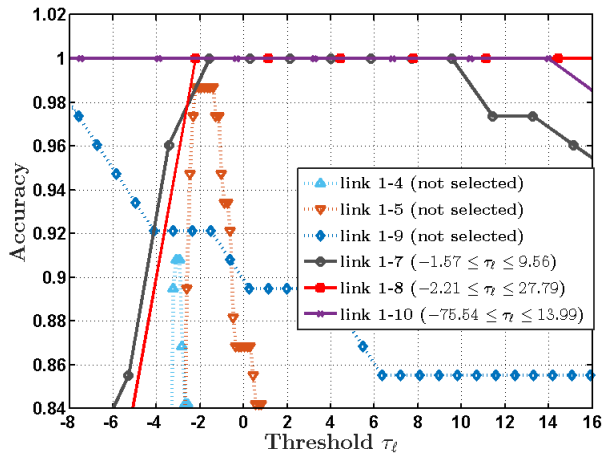 1.02
1
0.98
0.96
0.94
0.92
0.9
0.88
0.86
0.84
Accuracy
link 1-4 (not selected)
link 1-5 (not selected)
link 1-9 (not selected)
link 1-7 (−1.57 ≤ τℓ ≤ 9.56)
link 1-8 (−2.21 ≤ τℓ ≤ 27.79)
link 1-10 (−75.54 ≤ τℓ ≤ 13.99)
-8 -6 -4 -2 0 2 4 6 8 10 12 14 16
Threshold τℓ